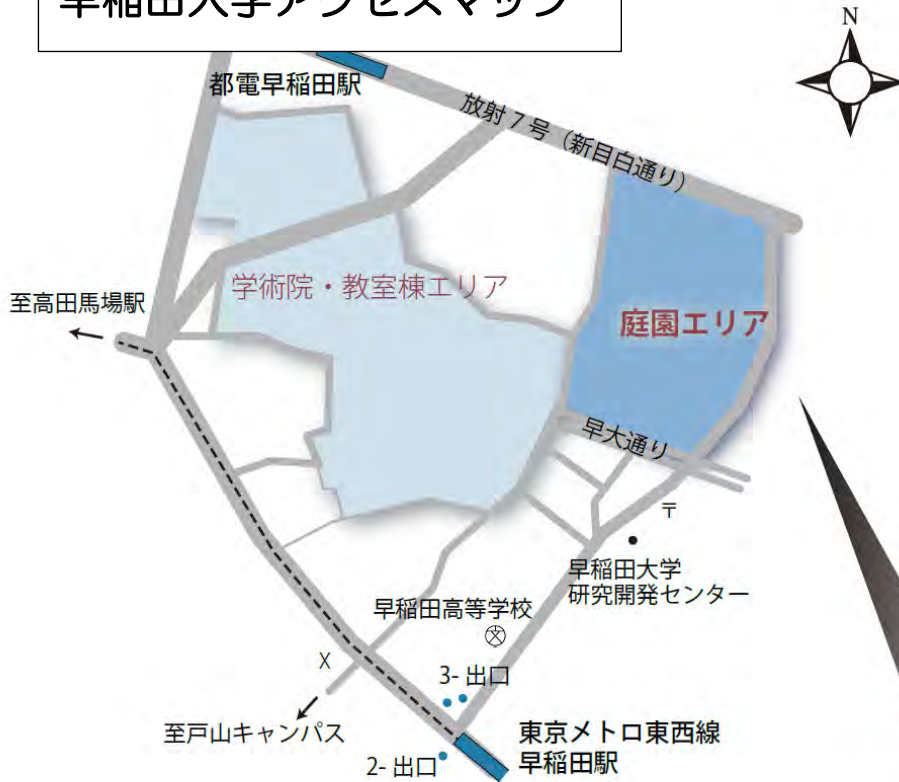 早稲田大学アクセスマップ
N
都電早稲田駅
放射7号（新目白通り）
学術院・教室棟エリア
至高田馬場駅
庭園エリア
早大通り
〒
早稲田大学
研究開発センター
早稲田高等学校
X
3- 出口
至戸山キャンパス
東京メトロ東西線
早稲田駅
2- 出口